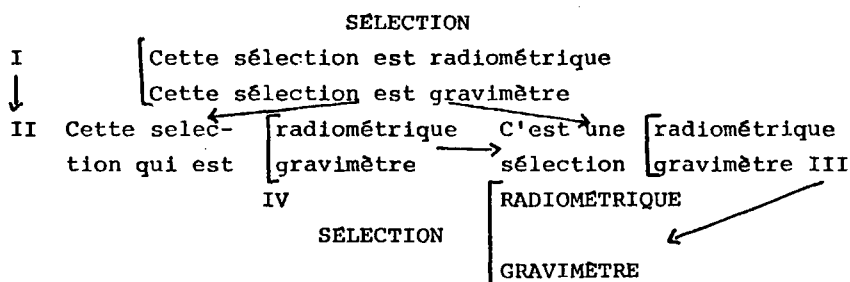 SÉLECTION
I Cette sélection est radiométrique
Cette sélection est gravimètre
II Cette selec- radiométrique C'est une radiométrique
tion qui est gravimètre sélection gravimètre III
IV RADIOMÉTRIQUE
SÉLECTION
GRAVIMÈTRE